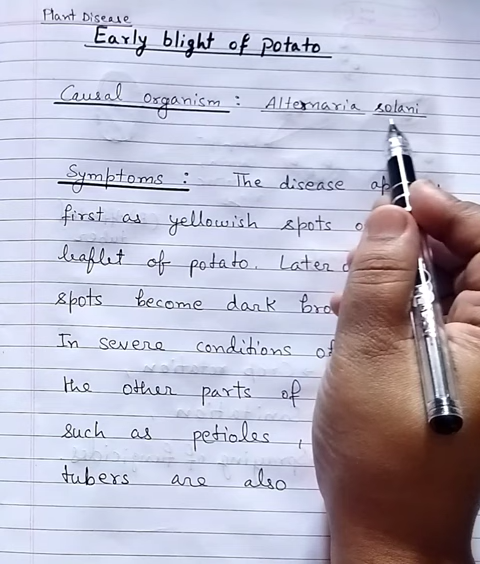 Plant Disease
Early blight of potato
Causal organism : Alternaria solani
Symptoms : The disease
first as yellowish spots
leaflet of potato. Later
spots become dark
In severe conditions
the other parts of
such as petioles,
tubers are also